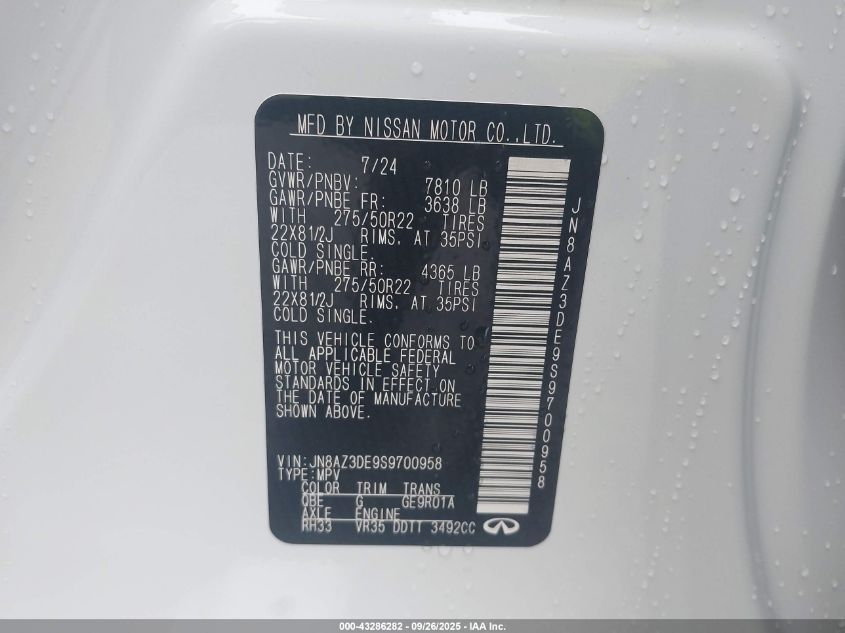 MFD BY NISSAN MOTOR CO.,LTD.
DATE: 7/24
GVWR/PNBV: 7810 LB
GAWR/PNBE FR: 3638 LB
WITH 275/50R22 TIRES
22X81/2J RIMS, AT 35PSI
COLD SINGLE.
GAWR/PNBE RR: 4365 LB
WITH 275/50R22 TIRES
22X81/2J RIMS, AT 35PSI
COLD SINGLE.
THIS VEHICLE CONFORMS TO
ALL APPLICABLE FEDERAL
MOTOR VEHICLE SAFETY
STANDARDS IN EFFECT ON
THE DATE OF MANUFACTURE
SHOWN ABOVE.
VIN:JN8AZ3DE9S9700958
TYPE:MPV
COLOR TRIM TRANS
QBE G GE9R01A
AXLE ENGINE
RH33 VR35 DDTT 3492CC
JN8AZ3DE9S9700958
000-43286282 | 09/26/2025 | IAA Inc.